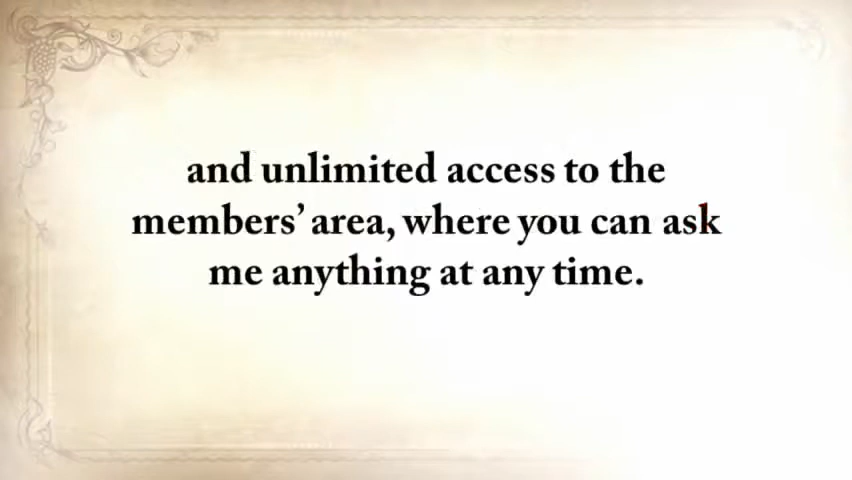 and unlimited access to the
members’ area, where you can ask
me anything at any time.